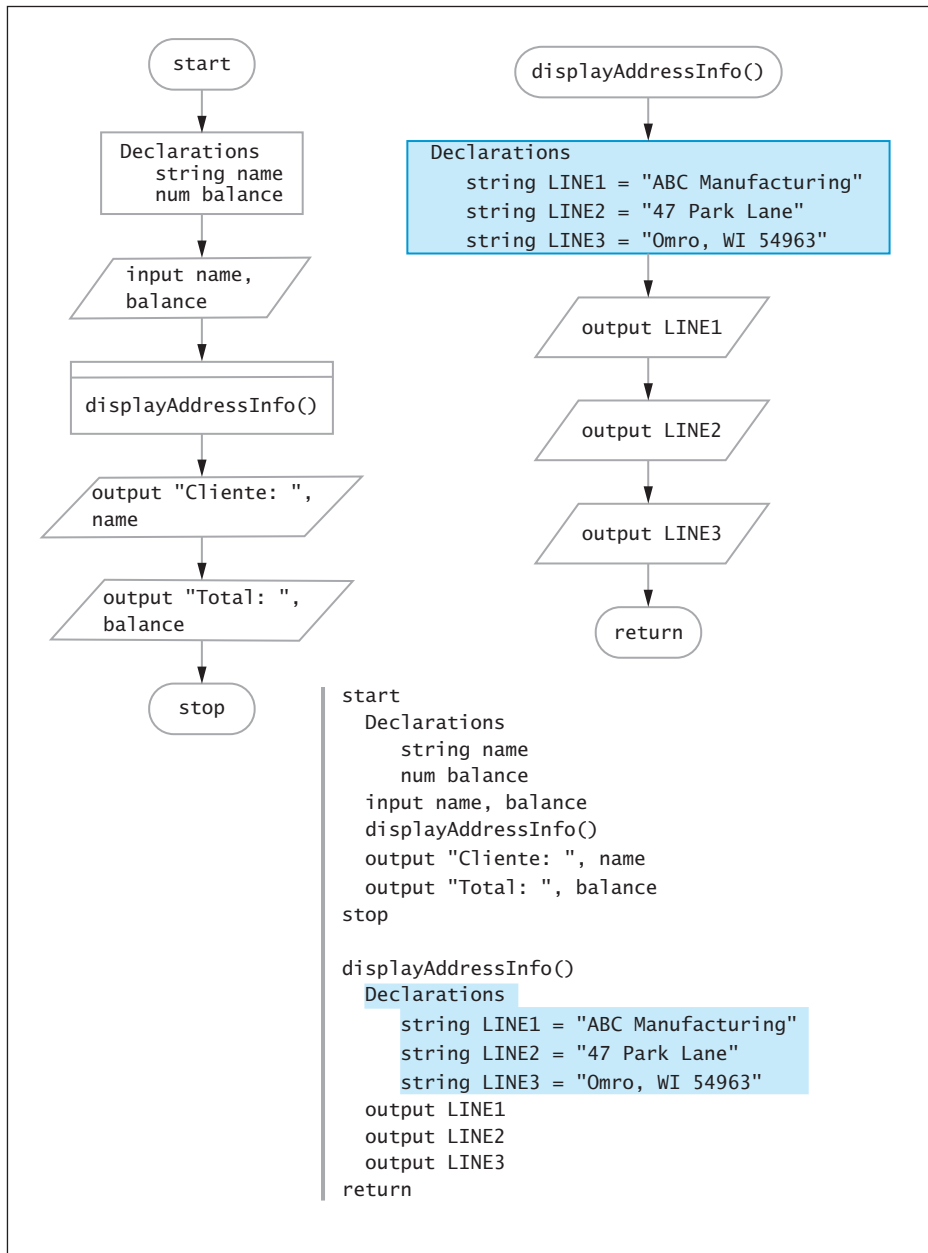 start
Declarations
string name
num balance
input name,
balance
displayAddressInfo()
output "Cliente: ",
name
output "Total: ",
balance
stop
displayAddressInfo()
Declarations
string LINE1 = "ABC Manufacturing"
string LINE2 = "47 Park Lane"
string LINE3 = "Omro, WI 54963"
output LINE1
output LINE2
output LINE3
return
start
Declarations
string name
num balance
input name, balance
displayAddressInfo()
output "Cliente: ", name
output "Total: ", balance
stop
displayAddressInfo()
Declarations
string LINE1 = "ABC Manufacturing"
string LINE2 = "47 Park Lane"
string LINE3 = "Omro, WI 54963"
output LINE1
output LINE2
output LINE3
return